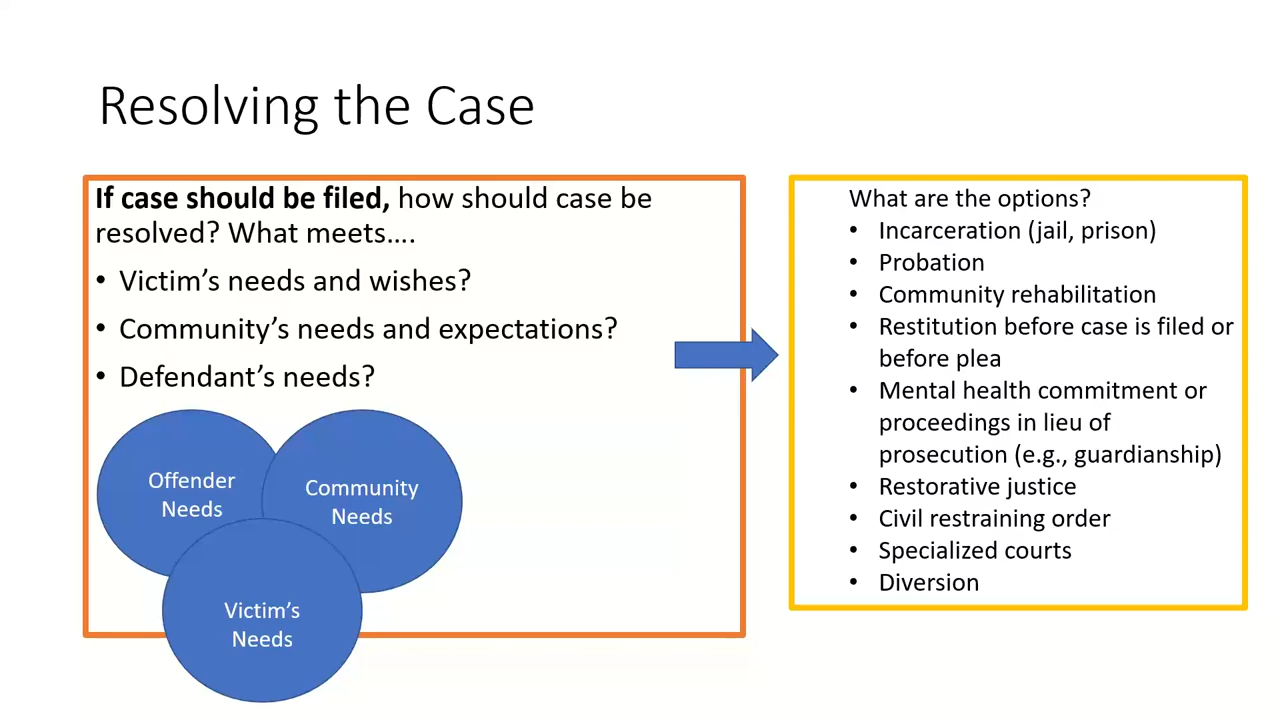 Resolving the Case
If case should be filed, how should case be
resolved? What meets….
• Victim’s needs and wishes?
• Community’s needs and expectations?
• Defendant’s needs?
Offender
Needs
Community
Needs
Victim’s
Needs
What are the options?
• Incarceration (jail, prison)
• Probation
• Community rehabilitation
• Restitution before case is filed or
before plea
• Mental health commitment or
proceedings in lieu of
prosecution (e.g., guardianship)
• Restorative justice
• Civil restraining order
• Specialized courts
• Diversion